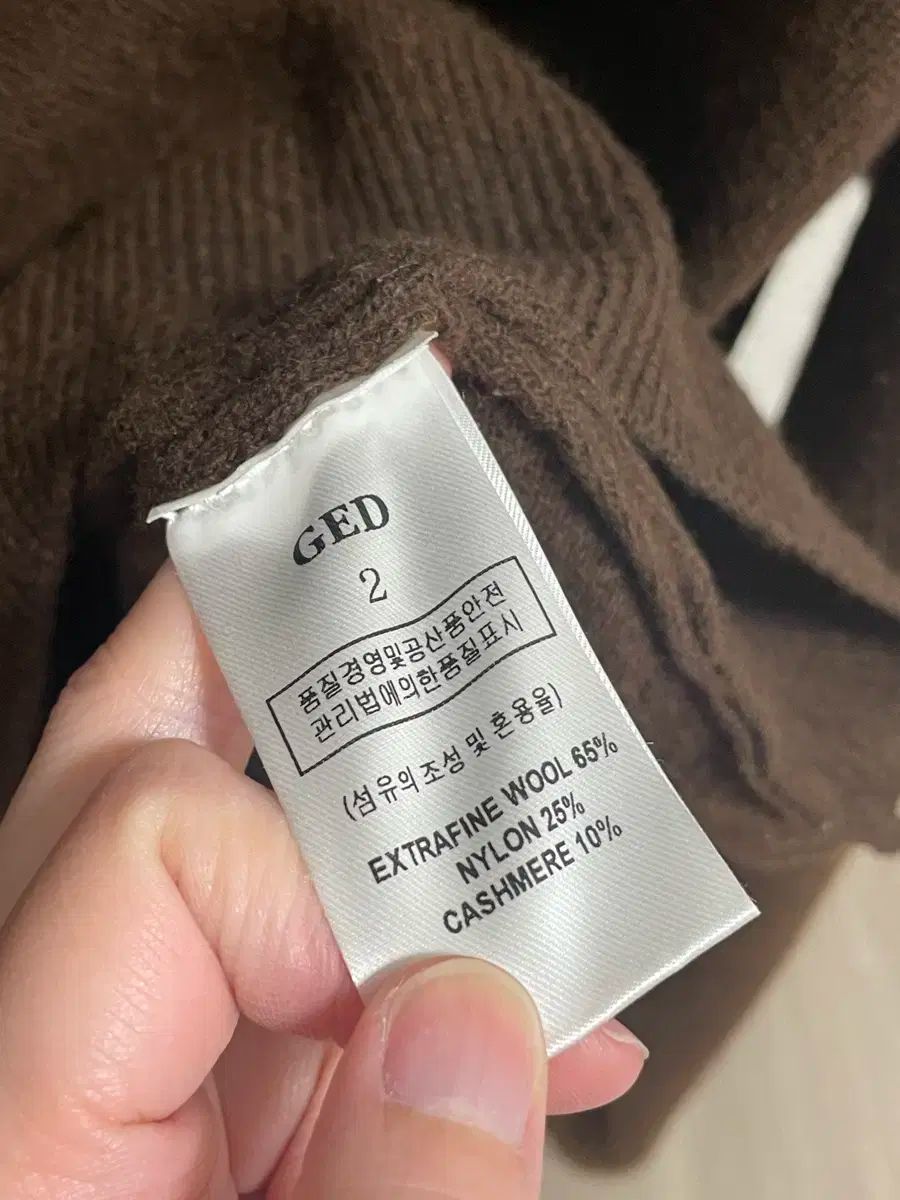 GED
2
품질경영및공산품안전
관리법에의한품질표시
(섬유의 조성 및 혼용율)
EXTRAFINE WOOL 65%
NYLON 25%
CASHMERE 10%